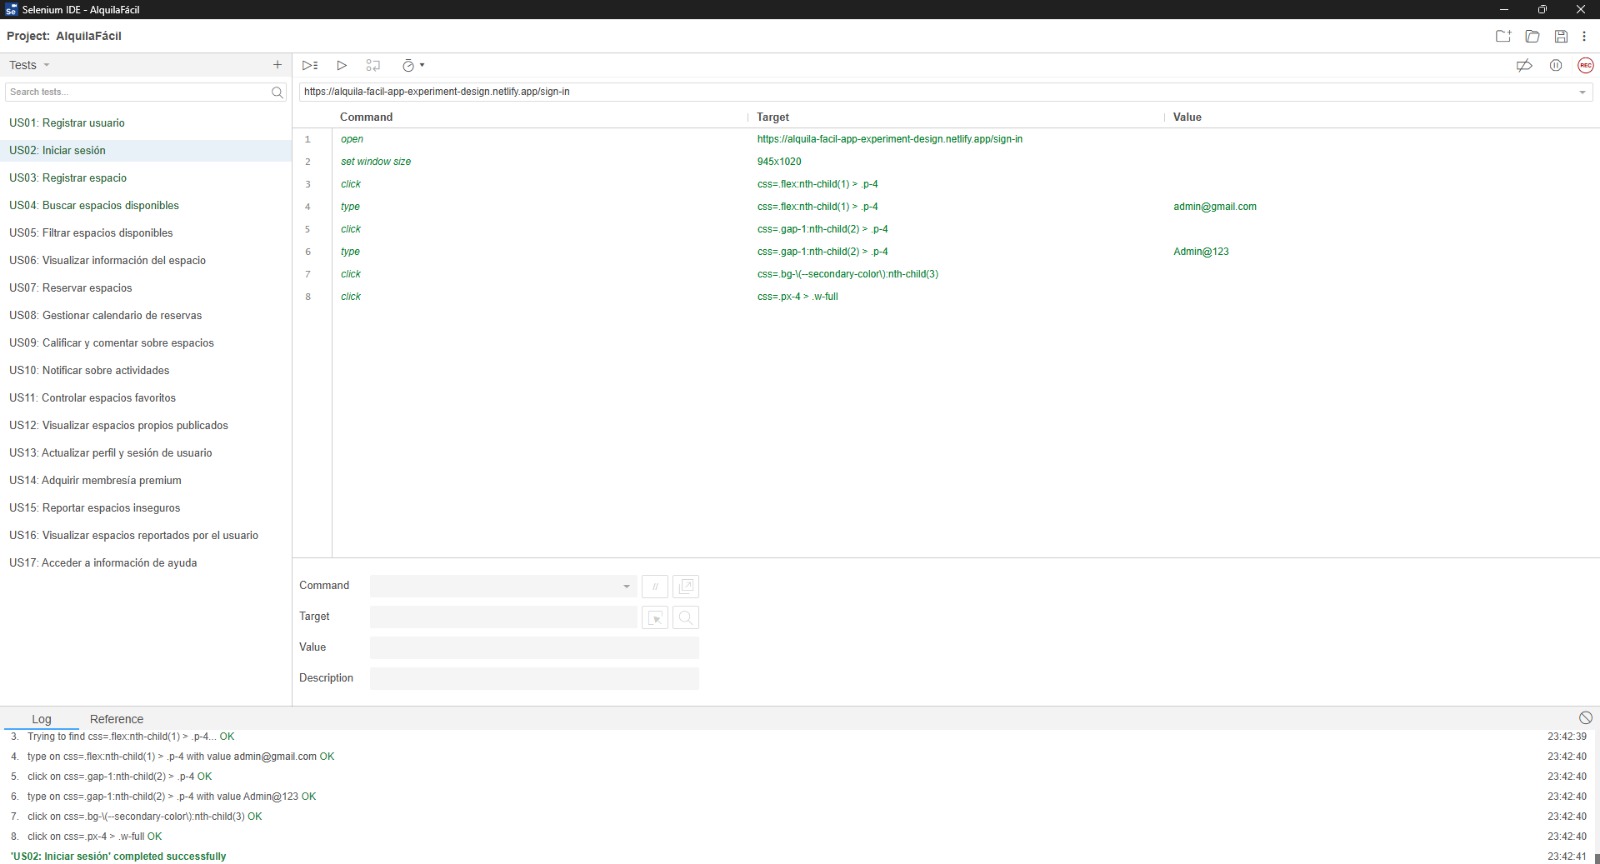 Selenium IDE - AlquilaFácil
Project: AlquilaFácil
Tests
Search tests...
US01: Registrar usuario
US02: Iniciar sesión
US03: Registrar espacio
US04: Buscar espacios disponibles
US05: Filtrar espacios disponibles
US06: Visualizar información del espacio
US07: Reservar espacios
US08: Gestionar calendario de reservas
US09: Calificar y comentar sobre espacios
US10: Notificar sobre actividades
US11: Controlar espacios favoritos
US12: Visualizar espacios propios publicados
US13: Actualizar perfil y sesión de usuario
US14: Adquirir membresía premium
US15: Reportar espacios inseguros
US16: Visualizar espacios reportados por el usuario
US17: Acceder a información de ayuda
REC
https://alquila-facil-app-experiment-design.netlify.app/sign-in
Command Target Value
1 open https://alquila-facil-app-experiment-design.netlify.app/sign-in
2 set window size 945x1020
3 click css=.flex:nth-child(1) > .p-4
4 type css=.flex:nth-child(1) > .p-4 admin@gmail.com
5 click css=.gap-1:nth-child(2) > .p-4
6 type css=.gap-1:nth-child(2) > .p-4 Admin@123
7 click css=.bg-\(--secondary-color\):nth-child(3)
8 click css=.px-4 > .w-full
Command //
Target
Value
Description
Log Reference
3. Trying to find css=.flex:nth-child(1) > .p-4... OK 23:42:39
4. type on css=.flex:nth-child(1) > .p-4 with value admin@gmail.com OK 23:42:40
5. click on css=.gap-1:nth-child(2) > .p-4 OK 23:42:40
6. type on css=.gap-1:nth-child(2) > .p-4 with value Admin@123 OK 23:42:40
7. click on css=.bg-\(--secondary-color\):nth-child(3) OK 23:42:40
8. click on css=.px-4 > .w-full OK 23:42:40
'US02: Iniciar sesión' completed successfully 23:42:41